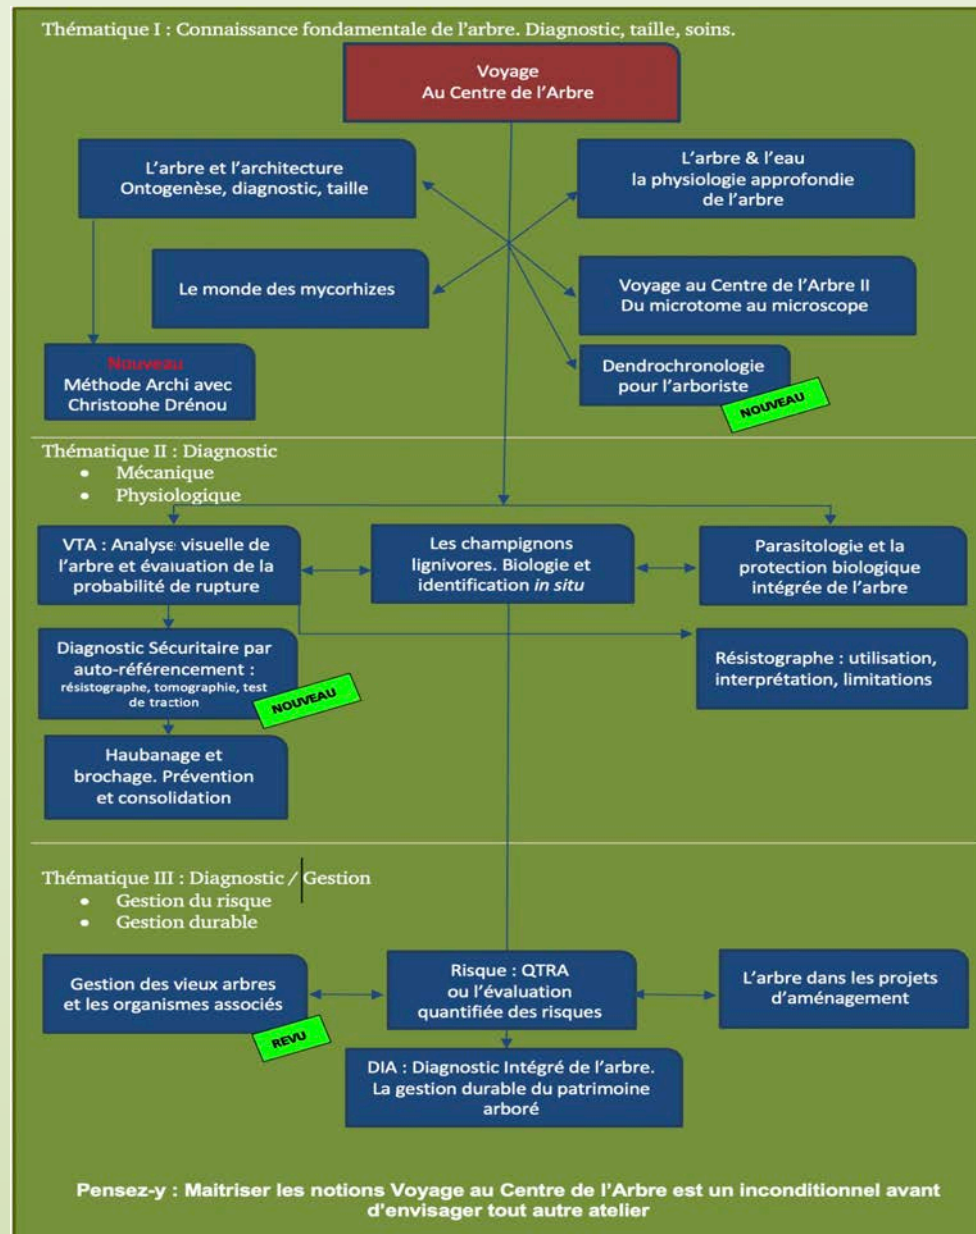 Thématique I : Connaissance fondamentale de l'arbre. Diagnostic, taille, soins.
Voyage
Au Centre de l'Arbre
L'arbre et l'architecture
Ontogenèse, diagnostic, taille
L'arbre & l'eau
la physiologie approfondie
de l'arbre
Le monde des mycorhizes
Voyage au Centre de l'Arbre II
Du microtome au microscope
Nouveau
Méthode Archi avec
Christophe Drénou
Dendrochronologie
pour l'arboriste
NOUVEAU
Thématique II : Diagnostic
• Mécanique
• Physiologique
VTA : Analyse visuelle de
l'arbre et évaluation de la
probabilité de rupture
Les champignons
lignivores. Biologie et
identification in situ
Parasitologie et la
protection biologique
intégrée de l'arbre
Diagnostic Sécuritaire par
auto-référencement :
résistographe, tomographie, test
de traction
NOUVEAU
Résistographe : utilisation,
interprétation, limitations
Haubanage et
brochage. Prévention
et consolidation
Thématique III : Diagnostic / Gestion
• Gestion du risque
• Gestion durable
Gestion des vieux arbres
et les organismes associés
REVU
Risque : QTRA
ou l'évaluation
quantifiée des risques
L'arbre dans les projets
d'aménagement
DIA : Diagnostic Intégré de l'arbre.
La gestion durable du patrimoine
arboré
Pensez-y : Maitriser les notions Voyage au Centre de l'Arbre est un inconditionnel avant
d'envisager tout autre atelier